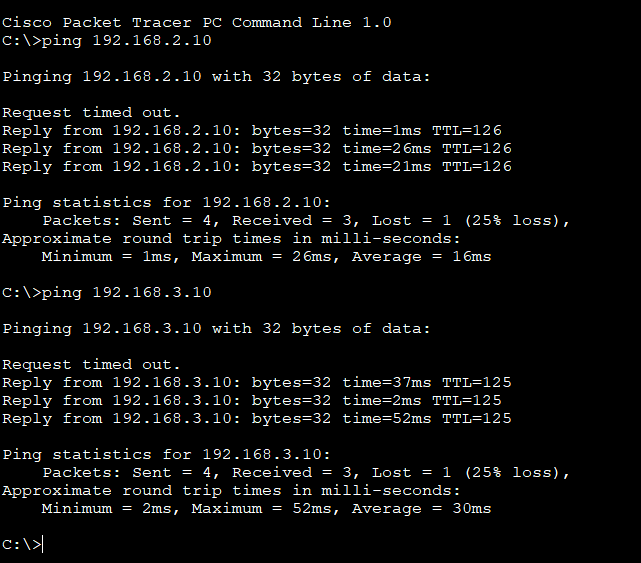 Cisco Packet Tracer PC Command Line 1.0
C:\>ping 192.168.2.10
Pinging 192.168.2.10 with 32 bytes of data:
Request timed out.
Reply from 192.168.2.10: bytes=32 time=1ms TTL=126
Reply from 192.168.2.10: bytes=32 time=26ms TTL=126
Reply from 192.168.2.10: bytes=32 time=21ms TTL=126
Ping statistics for 192.168.2.10:
    Packets: Sent = 4, Received = 3, Lost = 1 (25% loss),
Approximate round trip times in milli-seconds:
    Minimum = 1ms, Maximum = 26ms, Average = 16ms
C:\>ping 192.168.3.10
Pinging 192.168.3.10 with 32 bytes of data:
Request timed out.
Reply from 192.168.3.10: bytes=32 time=37ms TTL=125
Reply from 192.168.3.10: bytes=32 time=2ms TTL=125
Reply from 192.168.3.10: bytes=32 time=52ms TTL=125
Ping statistics for 192.168.3.10:
    Packets: Sent = 4, Received = 3, Lost = 1 (25% loss),
Approximate round trip times in milli-seconds:
    Minimum = 2ms, Maximum = 52ms, Average = 30ms
C:\>